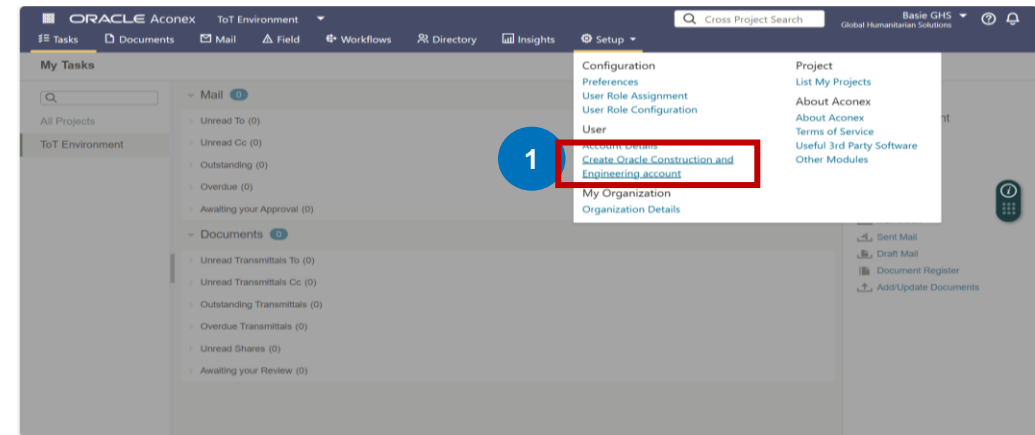 ORACLE Aconex
ToT Environment
Cross Project Search
Basie GHS
Global Humanitarian Solutions
Tasks
Documents
Mail
Field
Workflows
Directory
Insights
Setup
My Tasks
All Projects
ToT Environment
Mail 0
Unread To (0)
Unread Cc (0)
Outstanding (0)
Overdue (0)
Awaiting your Approval (0)
Documents 0
Unread Transmittals To (0)
Unread Transmittals Cc (0)
Outstanding Transmittals (0)
Overdue Transmittals (0)
Unread Shares (0)
Awaiting your Review (0)
Configuration
Preferences
User Role Assignment
User Role Configuration
User
Account Details
1
Create Oracle Construction and
Engineering account
My Organization
Organization Details
Project
List My Projects
About Aconex
About Aconex
Terms of Service
Useful 3rd Party Software
Other Modules
Sent Mail
Draft Mail
Document Register
Add/Update Documents